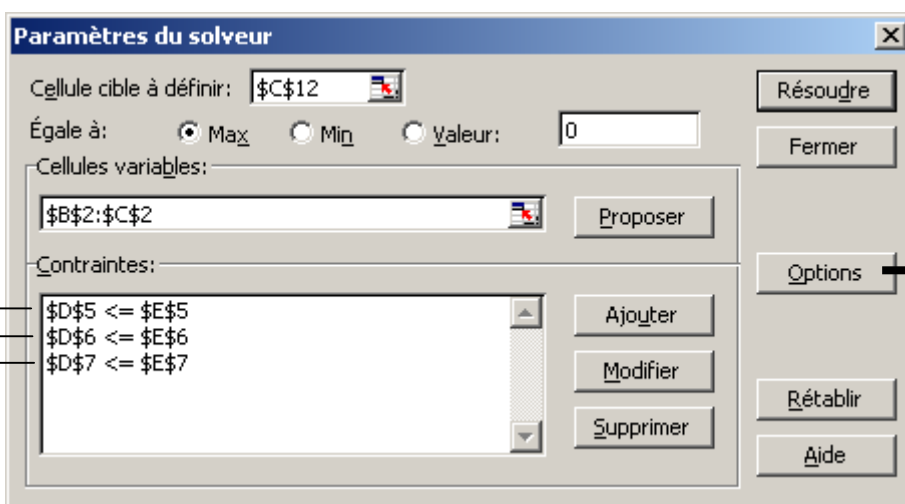 Paramètres du solveur
Cellule cible à définir: $C$12
Résoudre
Égale à: Max Min Valeur: 0
Fermer
Cellules variables:
$B$2:$C$2
Proposer
Contraintes:
Options
$D$5 <= $E$5
$D$6 <= $E$6
$D$7 <= $E$7
Ajouter
Modifier
Supprimer
Rétablir
Aide